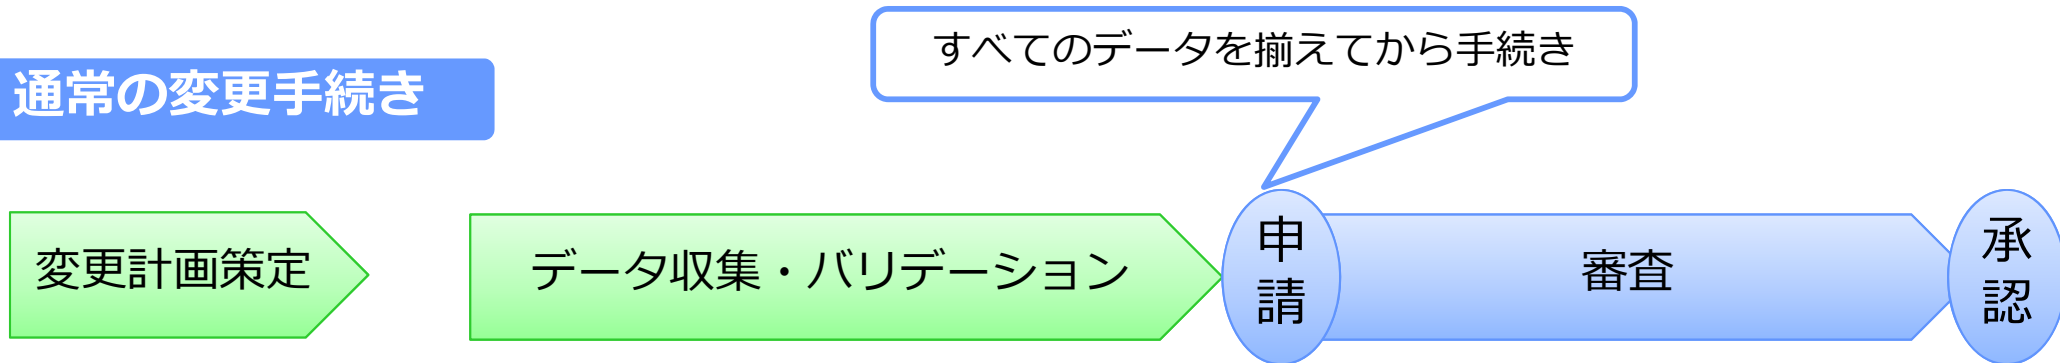 すべてのデータを揃えてから手続き
通常の変更手続き
変更計画策定
データ収集・バリデーション
申請
審査
承認